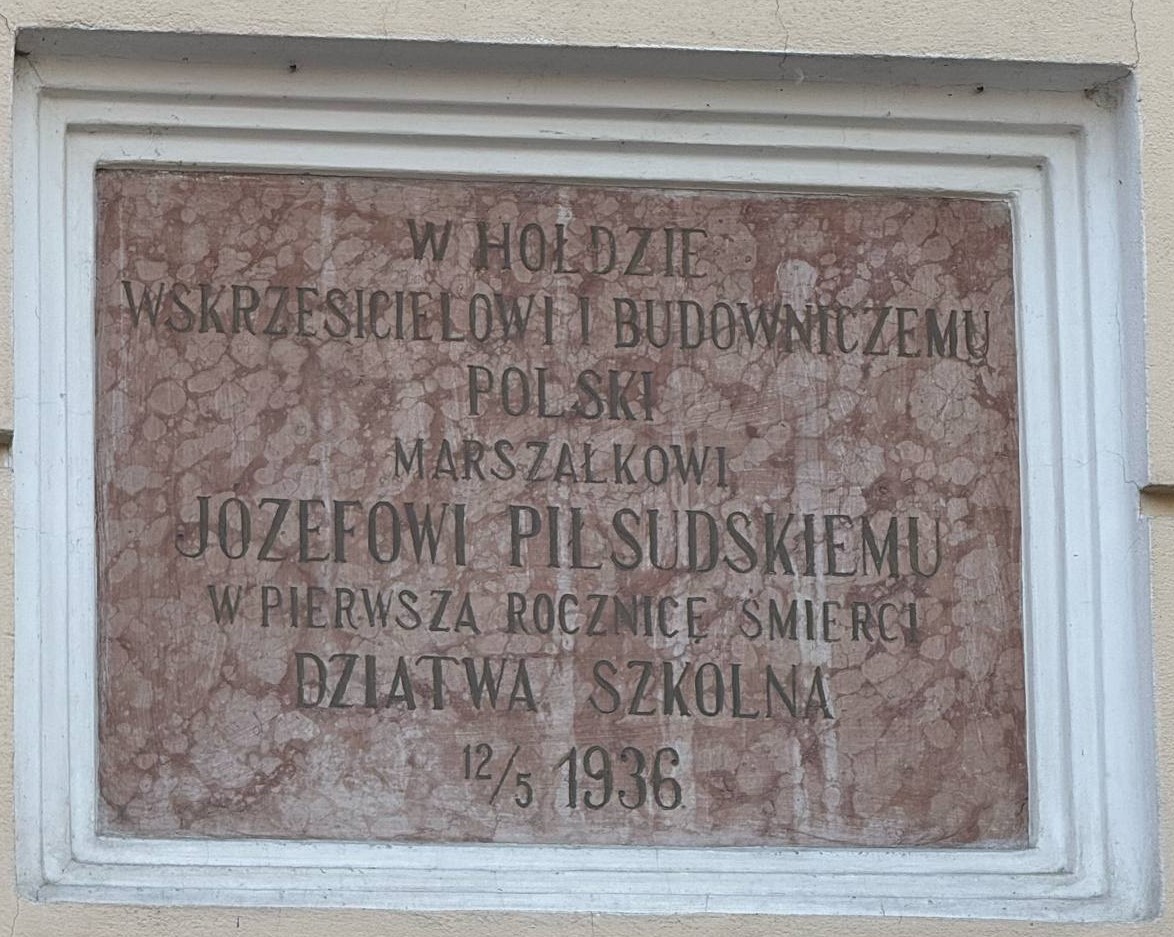 W HOŁDZIE
WSKRZESICIELOWI I BUDOWNICZEMU
POLSKI
MARSZAŁKOWI
JÓZEFOWI PIŁSUDSKIEMU
W PIERWSZĄ ROCZNICĘ ŚMIERCI
DZIATWA SZKOLNA
12/5 1936